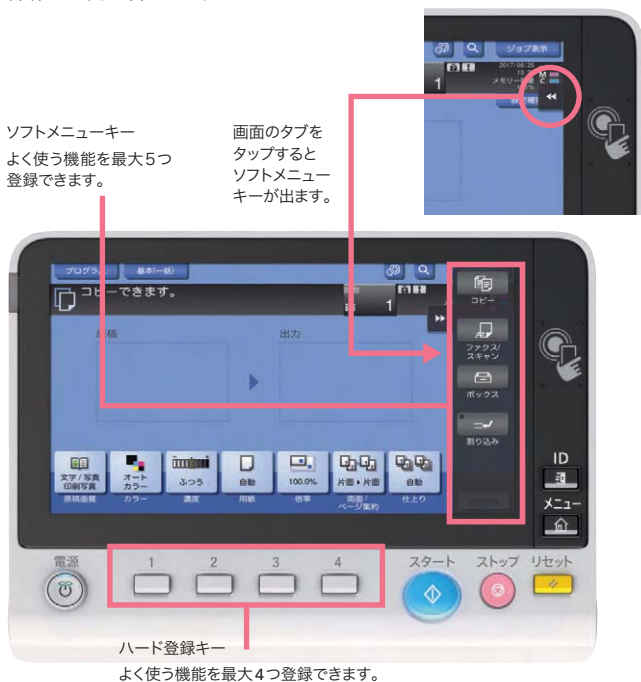 ジョブ表示
2017/08/20
1
M
C
ソフトメニューキー
よく使う機能を最大5つ
登録できます。
画面のタブを
タップすると
ソフトメニュー
キーが出ます。
プログラム
基本(一括)
コピーできます。
1
原稿
出力
コピー
ファクス/
スキャン
ボックス
割り込み
文字/写真
印刷写真
原稿画質
オート
カラー
カラー
ふつう
濃度
自動
用紙
100.0%
倍率
片面▶片面
両面/
ページ集約
自動
仕上り
ID
メニュー
電源
1
2
3
4
スタート
ストップ
リセット
ハード登録キー
よく使う機能を最大4つ登録できます。